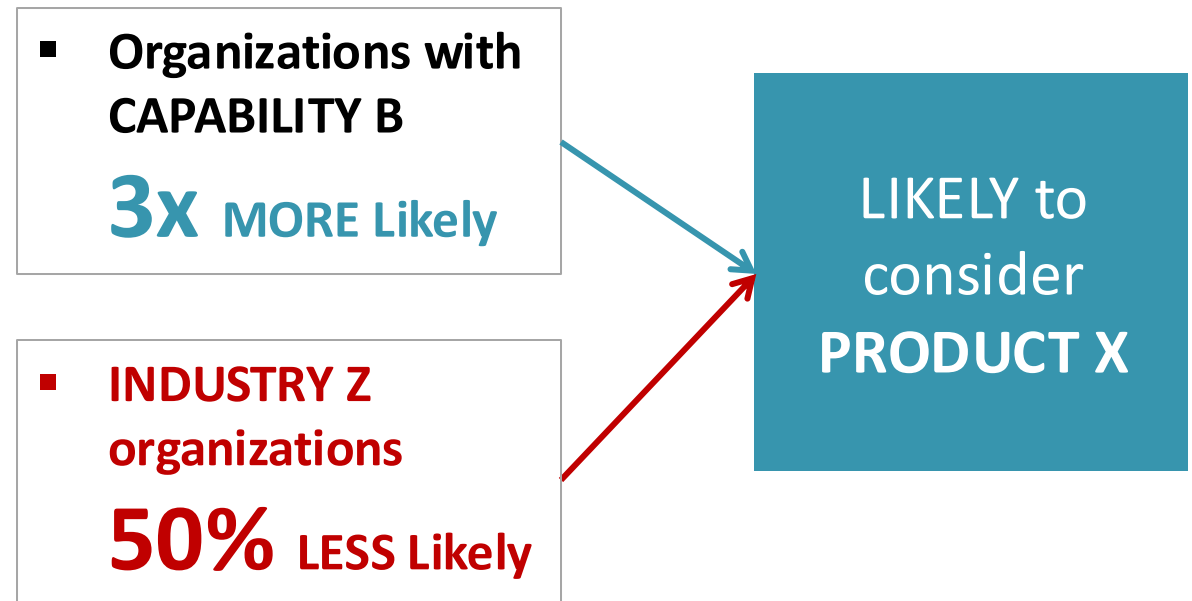 ▪ Organizations with
CAPABILITY B
3x MORE Likely
▪ INDUSTRY Z
organizations
50% LESS Likely
LIKELY to
consider
PRODUCT X